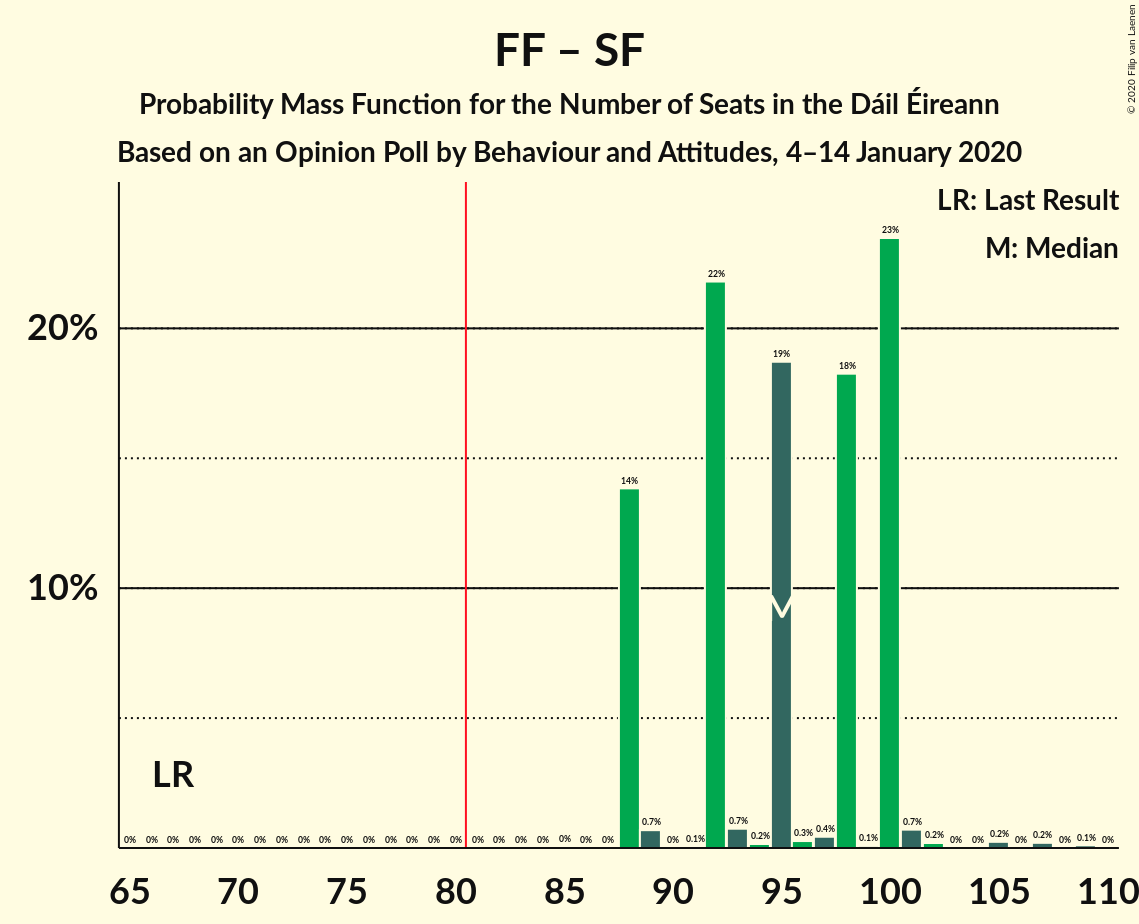 FF – SF
Probability Mass Function for the Number of Seats in the Dáil Éireann
Based on an Opinion Poll by Behaviour and Attitudes, 4–14 January 2020
© 2020 Filip van Laenen
LR: Last Result
M: Median
20%
10%
LR
M
0% 0% 0% 0% 0% 0% 0% 0% 0% 0% 0% 0% 0% 0% 0% 0% 0% 0% 0% 0% 0% 0% 0% 14% 0.7% 0% 0.1% 22% 0.7% 0.2% 19% 0.3% 0.4% 18% 0.1% 23% 0.7% 0.2% 0% 0% 0.2% 0% 0.2% 0% 0.1% 0%
65 70 75 80 85 90 95 100 105 110